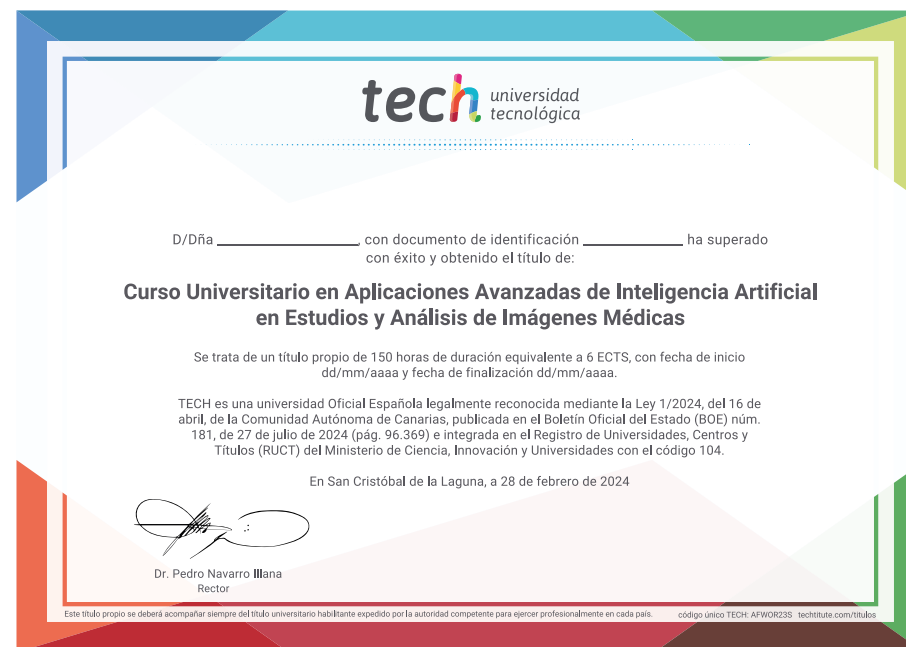 tech universidad
tecnológica
D/Dña ________________, con documento de identificación ____________ ha superado
con éxito y obtenido el título de:
Curso Universitario en Aplicaciones Avanzadas de Inteligencia Artificial
en Estudios y Análisis de Imágenes Médicas
Se trata de un título propio de 150 horas de duración equivalente a 6 ECTS, con fecha de inicio
dd/mm/aaaa y fecha de finalización dd/mm/aaaa.
TECH es una universidad Oficial Española legalmente reconocida mediante la Ley 1/2024, del 16 de
abril, de la Comunidad Autónoma de Canarias, publicada en el Boletín Oficial del Estado (BOE) núm.
181, de 27 de julio de 2024 (pág. 96.369) e integrada en el Registro de Universidades, Centros y
Títulos (RUCT) del Ministerio de Ciencia, Innovación y Universidades con el código 104.
En San Cristóbal de la Laguna, a 28 de febrero de 2024
Dr. Pedro Navarro Illana
Rector
Este título propio se deberá acompañar siempre del título universitario habilitante expedido por la autoridad competente para ejercer profesionalmente en cada país. código único TECH: AFWOR23S techtitute.com/titulos